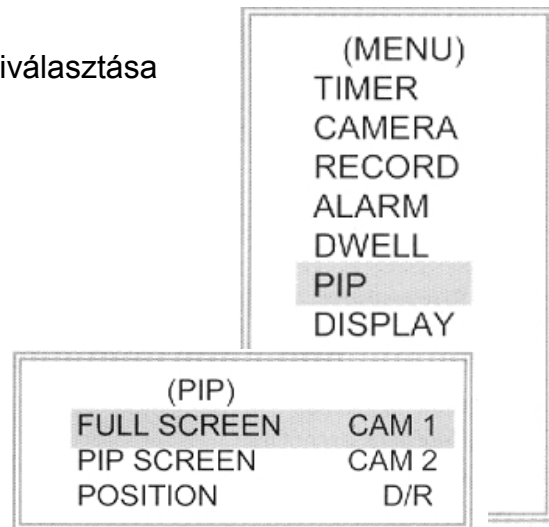 iválasztása
(MENU)
TIMER
CAMERA
RECORD
ALARM
DWELL
PIP
DISPLAY
(PIP)
FULL SCREEN CAM 1
PIP SCREEN CAM 2
POSITION D/R